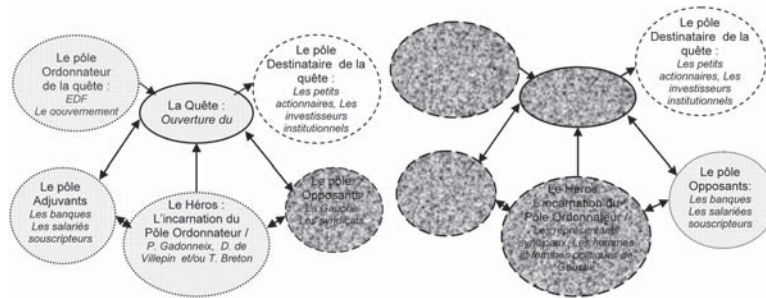 Le pôle
Ordonnateur
de la quête :
EDF
Le gouvernement
La Quête :
Ouverture du
Le pôle
Destinataire de la
quête :
Les petits
actionnaires, Les
investisseurs
institutionnels
Le pôle
Adjuvants
Les banques
Les salariés
souscripteurs
Le Héros :
L'incarnation du
Pôle Ordonnateur /
P. Gadonneix, D. de
Villepin et/ou T. Breton
Le pôle
Opposants
La Gauche
Les syndicats
Le pôle
Destinataire de la
quête :
Les petits
actionnaires, Les
investisseurs
institutionnels
Le Héros:
L'incarnation du
Pôle Ordonnateur /
Les représentants
syndicaux, Les hommes
et femmes politiques de
Gauche
Le pôle
Opposants:
Les banques
Les salariées
souscripteurs